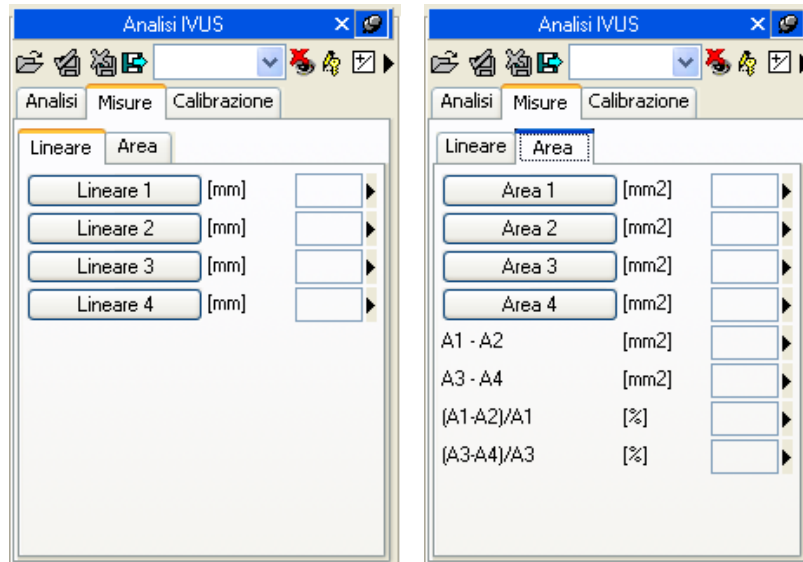 Analisi IVUS
Analisi Misure Calibrazione
Lineare Area
Lineare 1 [mm]
Lineare 2 [mm]
Lineare 3 [mm]
Lineare 4 [mm]
Analisi IVUS
Analisi Misure Calibrazione
Lineare Area
Area 1 [mm2]
Area 2 [mm2]
Area 3 [mm2]
Area 4 [mm2]
A1 - A2 [mm2]
A3 - A4 [mm2]
(A1-A2)/A1 [%]
(A3-A4)/A3 [%]